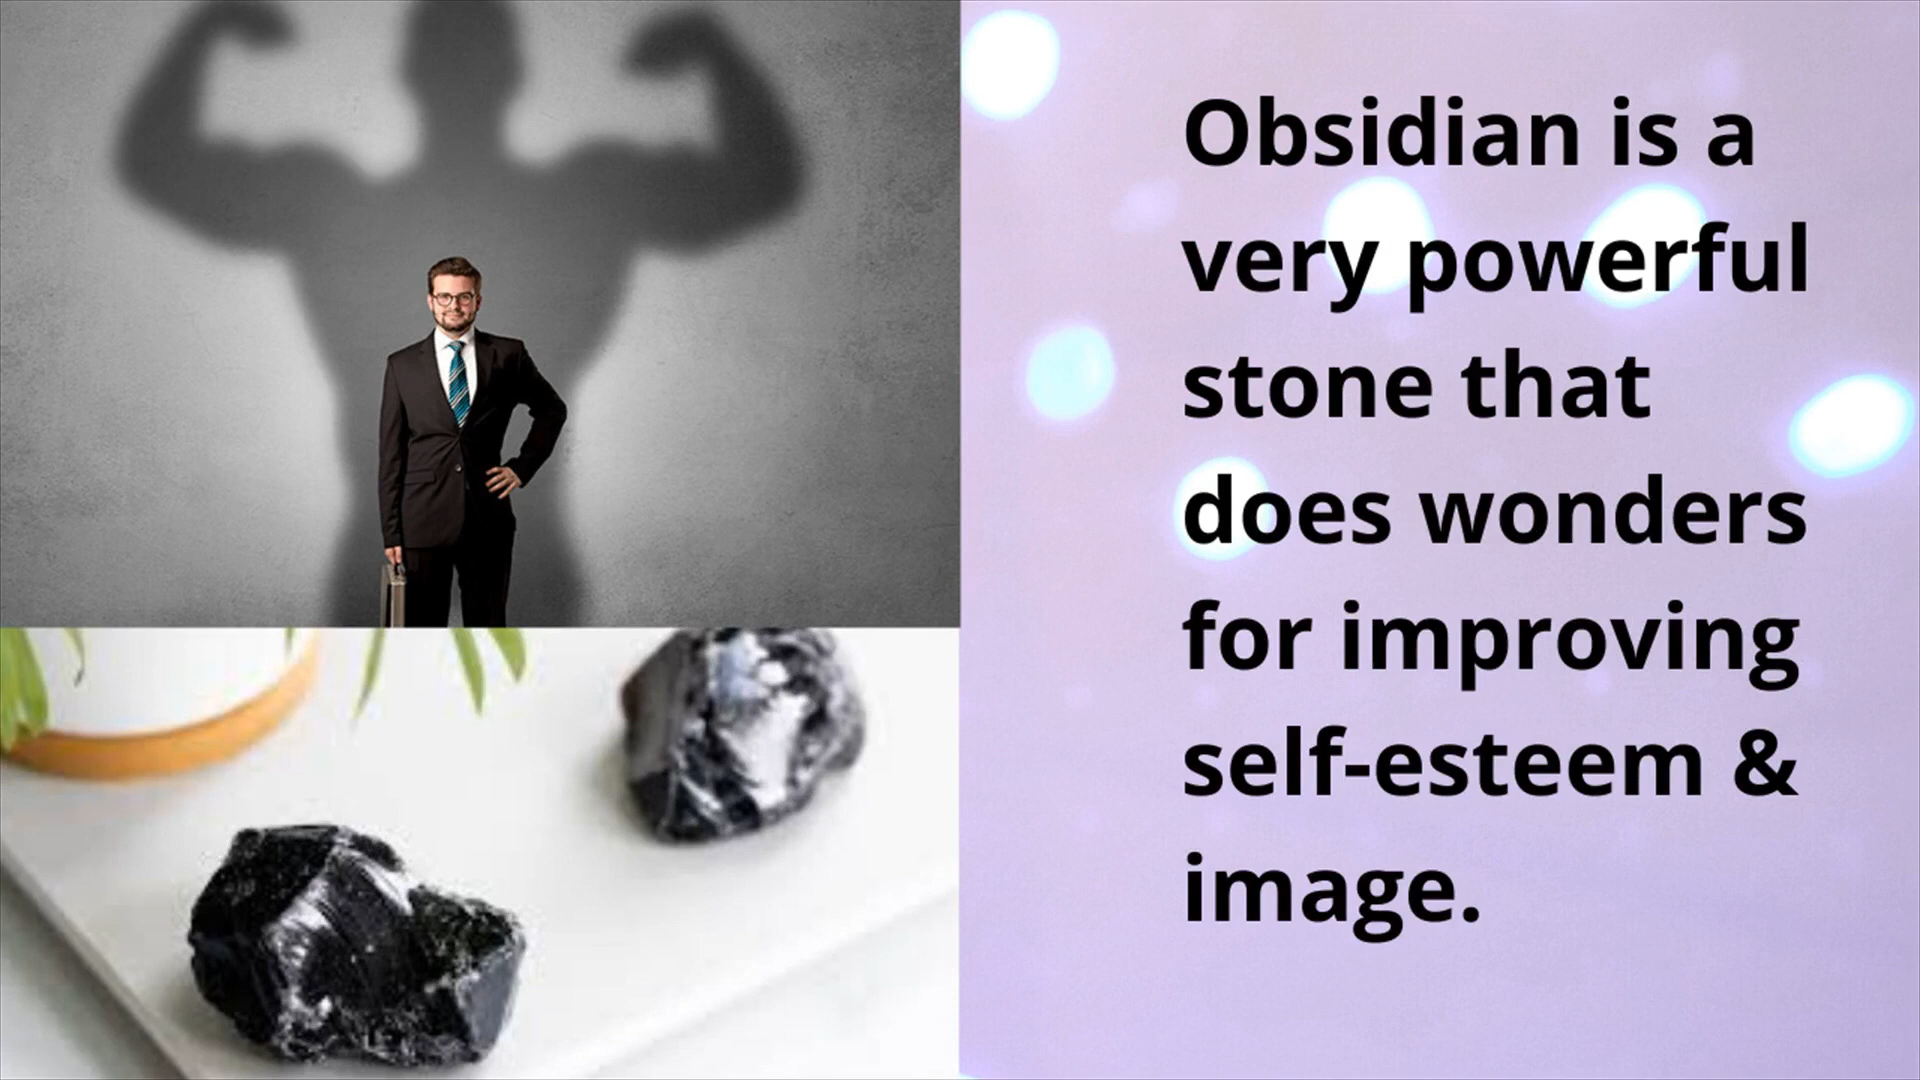 Obsidian is a
very powerful
stone that
does wonders
for improving
self-esteem &
image.